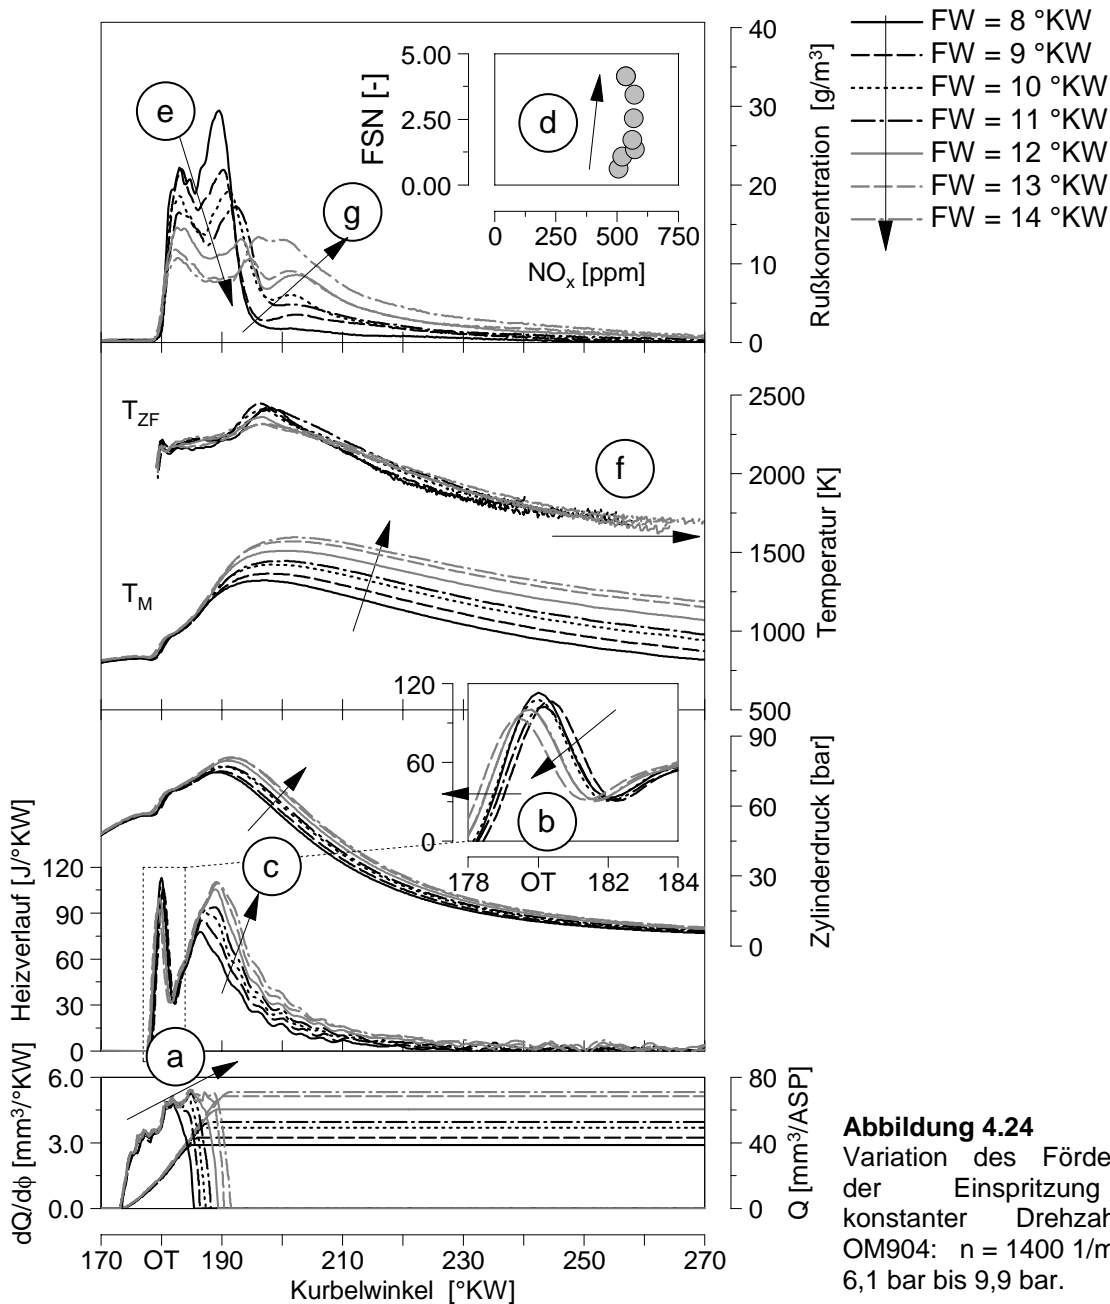 FW = 8 °KW
FW = 9 °KW
FW = 10 °KW
FW = 11 °KW
FW = 12 °KW
FW = 13 °KW
FW = 14 °KW
40
30
20
10
0
Rußkonzentration [g/m³]
e
g
5.00
2.50
0.00
FSN [-]
d
0
250
500
750
NOx [ppm]
TZF
TM
f
2500
2000
1500
1000
500
Temperatur [K]
120
60
0
b
178
OT
182
184
90
60
30
0
Zylinderdruck [bar]
c
120
90
60
30
0
Heizverlauf [J/°KW]
a
6.0
3.0
0.0
dQ/dϕ [mm³/°KW]
80
40
0
Q [mm³/ASP]
170
OT
190
210
230
250
270
Kurbelwinkel [°KW]
Abbildung 4.24
Variation des Förde
der Einspritzung
konstanter Drehzah
OM904: n = 1400 1/m
6,1 bar bis 9,9 bar.